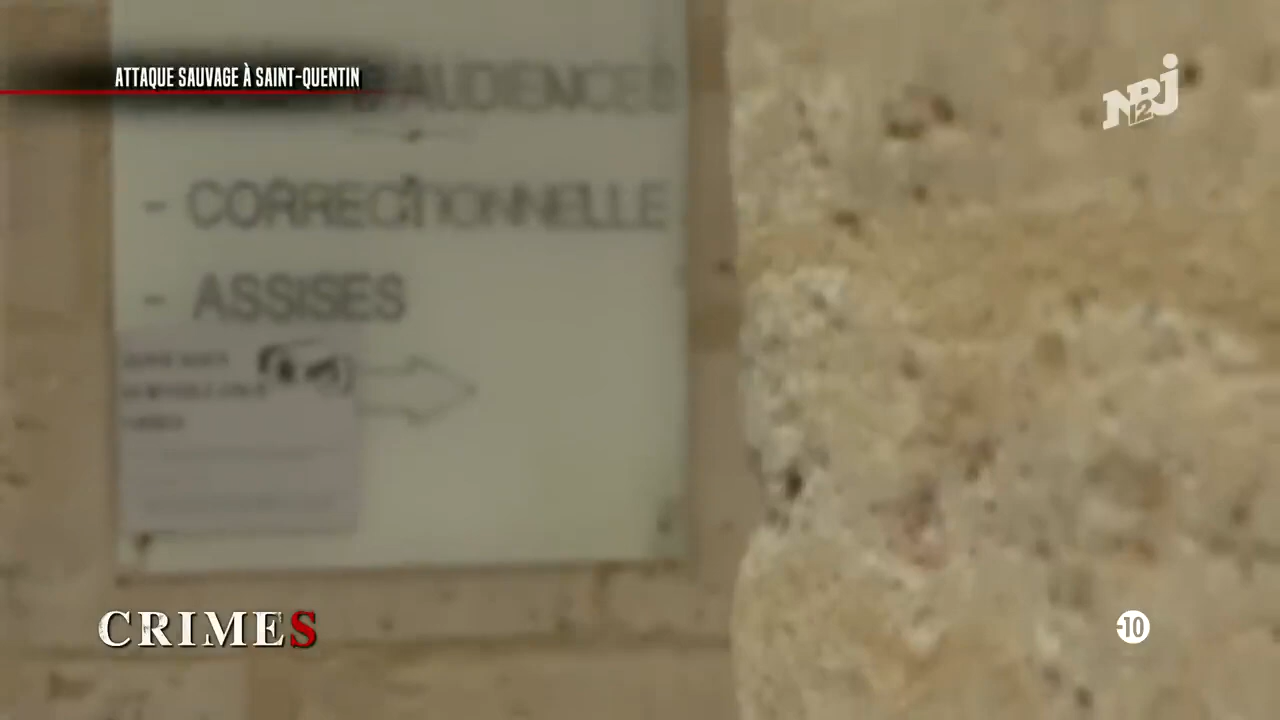 ATTAQUE SAUVAGE À SAINT-QUENTIN
NRJ
12
AUDIENCES
- CORRECTIONNELLE
- ASSISES
CRIMES
-10